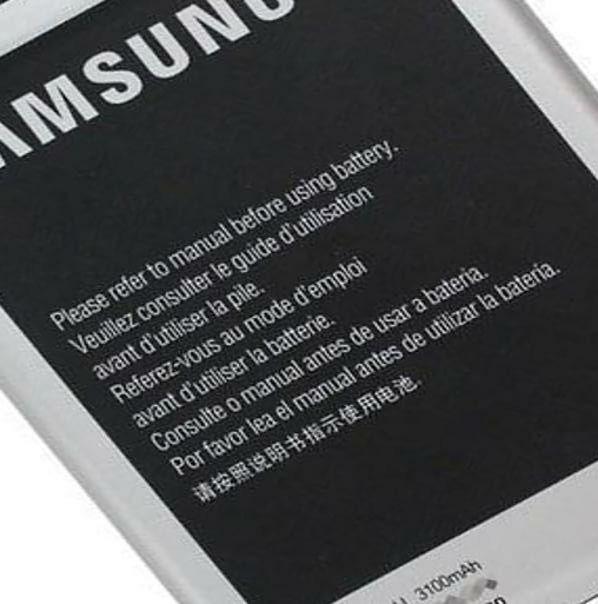 AMSUNG
Please refer to manual before using battery.
Veuillez consulter le guide d'utilisation
avant d'utiliser la pile.
Referez-vous au mode d'emploi
avant d'utiliser la batterie.
Consulte o manual antes de usar a bateria.
Por favor lea el manual antes de utilizar la bateria.
请按照说明书指示使用电池.
3100mAh